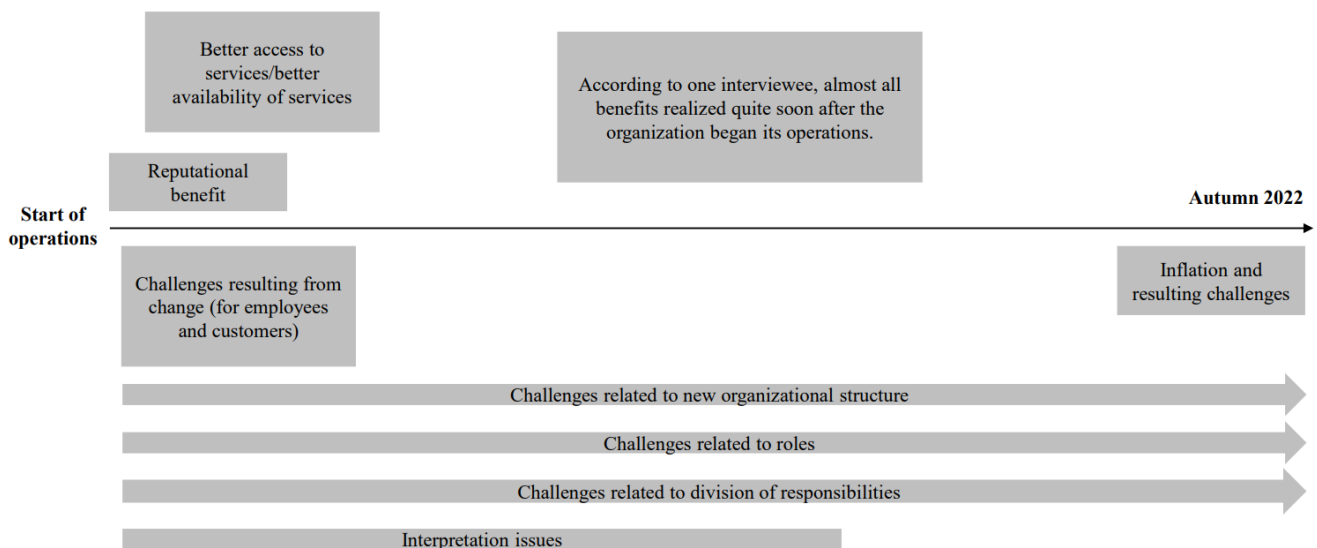 Better access to
services/better
availability of services
According to one interviewee, almost all
benefits realized quite soon after the
organization began its operations.
Reputational
benefit
Start of
operations
Autumn 2022
Challenges resulting from
change (for employees
and customers)
Inflation and
resulting challenges
Challenges related to new organizational structure
Challenges related to roles
Challenges related to division of responsibilities
Interpretation issues